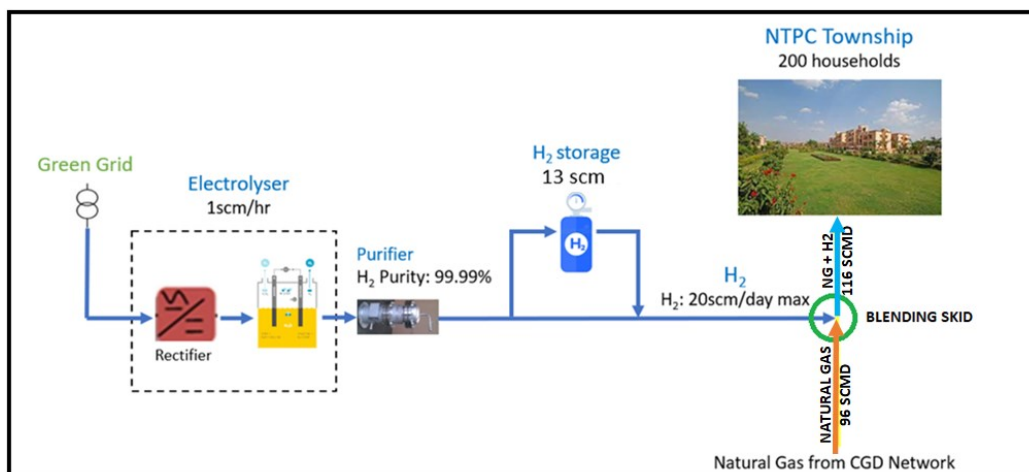 NTPC Township
200 households
Green Grid
Electrolyser
1scm/hr
H₂ storage
13 scm
H₂
Purifier
H₂ Purity: 99.99%
Rectifier
H₂
H₂: 20scm/day max
NG + H2
116 SCMD
BLENDING SKID
NATURAL GAS
96 SCMD
Natural Gas from CGD Network